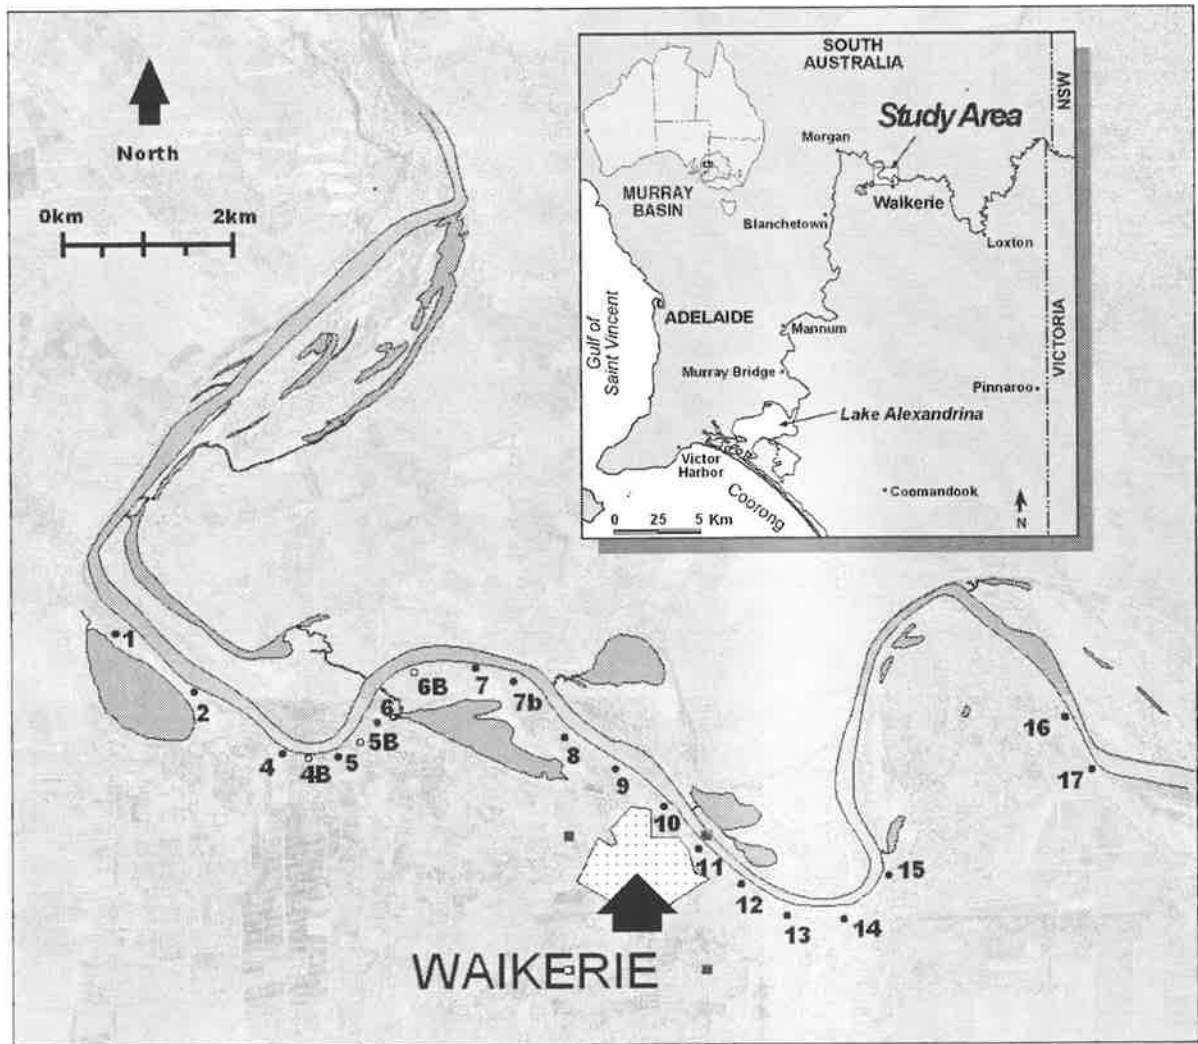 North
0km
2km
SOUTH
AUSTRALIA
NSW
Study Area
Morgan
MURRAY
BASIN
Waikerie
Blanchetown
Loxton
Gulf of
Saint Vincent
ADELAIDE
Mannum
VICTORIA
Murray Bridge
Pinnaroo
Lake Alexandrina
Victor
Harbor
Coorong
Coomandook
0 25 5 Km
N
1
2
4
4B
5
5B
6
6B
7
7b
8
9
10
11
12
13
14
15
16
17
WAIKERIE